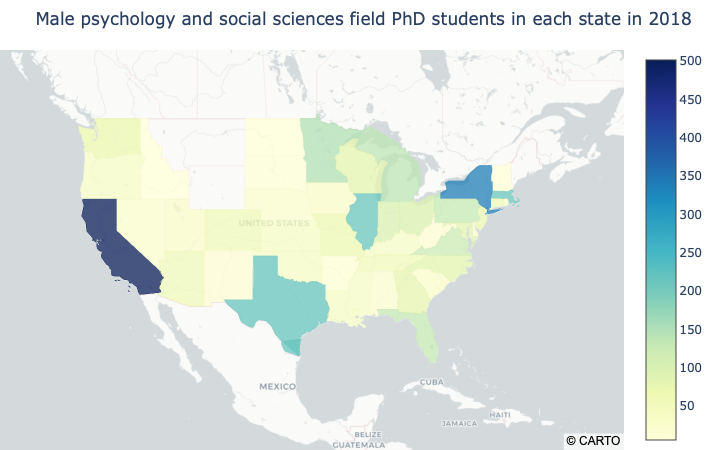 Male psychology and social sciences field PhD students in each state in 2018
500
450
400
350
300
250
200
150
100
50
UNITED STATES
MEXICO
CUBA
HAITI
JAMAICA
BELIZE
GUATEMALA
© CARTO